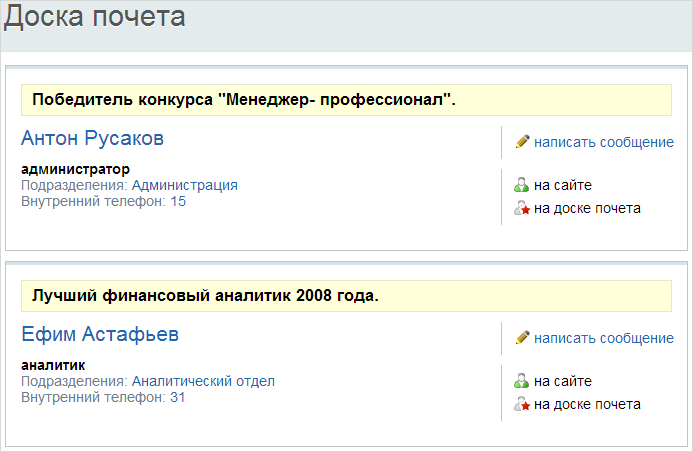 Доска почета
Победитель конкурса "Менеджер- профессионал".
Антон Русаков
написать сообщение
администратор
Подразделения: Администрация
на сайте
Внутренний телефон: 15
на доске почета
Лучший финансовый аналитик 2008 года.
Ефим Астафьев
написать сообщение
аналитик
Подразделения: Аналитический отдел
на сайте
Внутренний телефон: 31
на доске почета